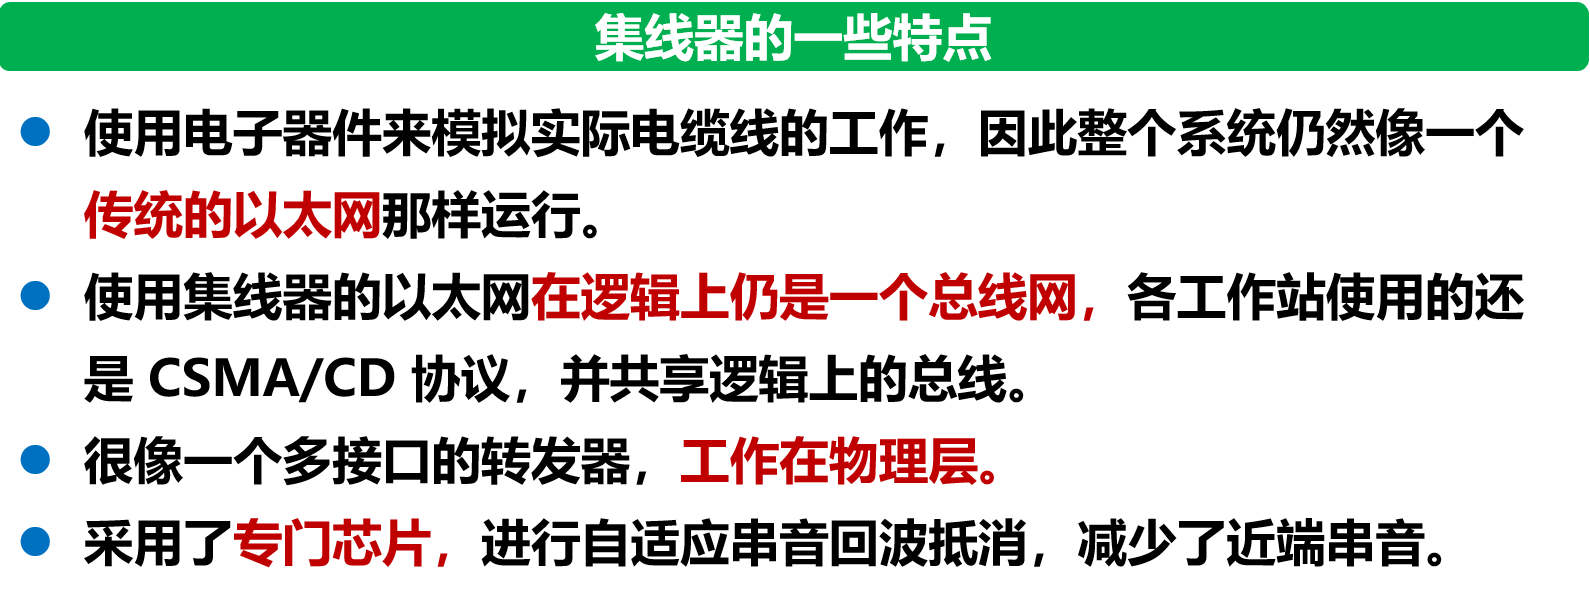 集线器的一些特点
使用电子器件来模拟实际电缆线的工作，因此整个系统仍然像一个
传统的以太网那样运行。
使用集线器的以太网在逻辑上仍是一个总线网，各工作站使用的还
是 CSMA/CD 协议，并共享逻辑上的总线。
很像一个多接口的转发器，工作在物理层。
采用了专门芯片，进行自适应串音回波抵消，减少了近端串音。